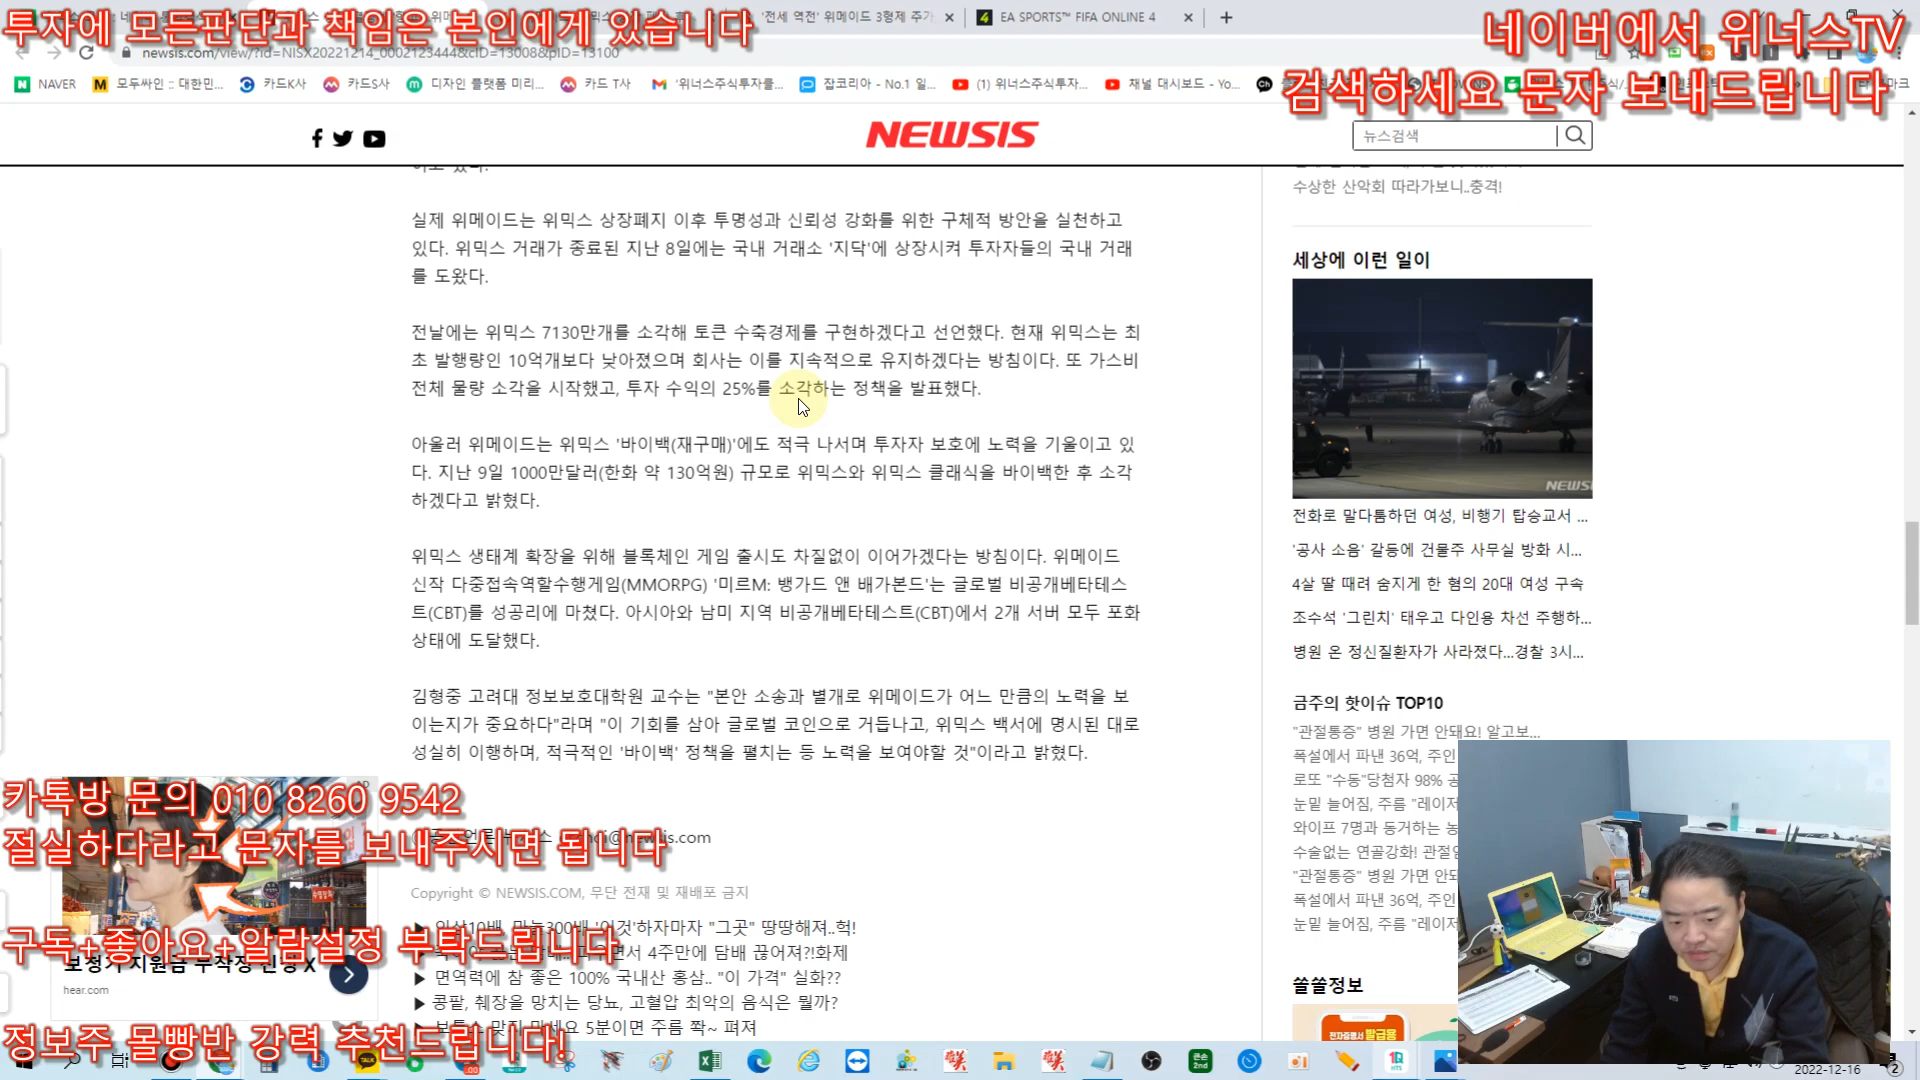 투자에 모든판단과 책임은 본인에게 있습니다
네이버에서 위너스TV
검색하세요 문자 보내드립니다
'전세 역전' 위메이드 3형제 주가
EA SPORTS™ FIFA ONLINE 4
newsis.com/view/?id=NISX20221214_0002123444&cID=13008&pID=13100
NAVER
모두싸인 :: 대한민...
카드K사
카드S사
디자인 플랫폼 미리...
카드 T사
'위너스주식투자를...
잡코리아 - No.1 일...
(1) 위너스주식투자...
채널 대시보드 - Yo...
NEWSIS
뉴스검색
실제 위메이드는 위믹스 상장폐지 이후 투명성과 신뢰성 강화를 위한 구체적 방안을 실천하고
있다. 위믹스 거래가 종료된 지난 8일에는 국내 거래소 '지닥'에 상장시켜 투자자들의 국내 거래
를 도왔다.
전날에는 위믹스 7130만개를 소각해 토큰 수축경제를 구현하겠다고 선언했다. 현재 위믹스는 최
초 발행량인 10억개보다 낮아졌으며 회사는 이를 지속적으로 유지하겠다는 방침이다. 또 가스비
전체 물량 소각을 시작했고, 투자 수익의 25%를 소각하는 정책을 발표했다.
아울러 위메이드는 위믹스 '바이백(재구매)'에도 적극 나서며 투자자 보호에 노력을 기울이고 있
다. 지난 9일 1000만달러(한화 약 130억원) 규모로 위믹스와 위믹스 클래식을 바이백한 후 소각
하겠다고 밝혔다.
위믹스 생태계 확장을 위해 블록체인 게임 출시도 차질없이 이어가겠다는 방침이다. 위메이드
신작 다중접속역할수행게임(MMORPG) '미르M: 뱅가드 앤 배가본드'는 글로벌 비공개베타테스
트(CBT)를 성공리에 마쳤다. 아시아와 남미 지역 비공개베타테스트(CBT)에서 2개 서버 모두 포화
상태에 도달했다.
김형중 고려대 정보보호대학원 교수는 "본안 소송과 별개로 위메이드가 어느 만큼의 노력을 보
이는지가 중요하다"라며 "이 기회를 삼아 글로벌 코인으로 거듭나고, 위믹스 백서에 명시된 대로
성실히 이행하며, 적극적인 '바이백' 정책을 펼치는 등 노력을 보여야할 것"이라고 밝혔다.
Copyright © NEWSIS.COM, 무단 전재 및 재배포 금지
▶ 면역력에 참 좋은 100% 국내산 홍삼.. "이 가격" 실화??
▶ 콩팥, 췌장을 망치는 당뇨, 고혈압 최악의 음식은 뭘까?
▶ 보톡스 맞지 마세요 5분이면 주름 쫙~ 펴져
카톡방 문의 010 8260 9542
절실하다라고 문자를 보내주시면 됩니다
구독+좋아요+알람설정 부탁드립니다
보청기 지원금 부작장 신청 X
hear.com
정보주 몰빵반 강력 추천드립니다!
수상한 산악회 따라가보니..충격!
세상에 이런 일이
NEWSI
전화로 말다툼하던 여성, 비행기 탑승교서 ...
'공사 소음' 갈등에 건물주 사무실 방화 시...
4살 딸 때려 숨지게 한 혐의 20대 여성 구속
조수석 '그린치' 태우고 다인용 차선 주행하...
병원 온 정신질환자가 사라졌다...경찰 3시...
금주의 핫이슈 TOP10
"관절통증" 병원 가면 안돼요! 알고보...
폭설에서 파낸 36억, 주인
로또 "수동"당첨자 98% 공
눈밑 늘어짐, 주름 "레이저
와이프 7명과 동거하는 농
수술없는 연골강화! 관절
"관절통증" 병원 가면 안돼
폭설에서 파낸 36억, 주인
눈밑 늘어짐, 주름 "레이저
쏠쏠정보
전자증명서 발급용
2022-12-16